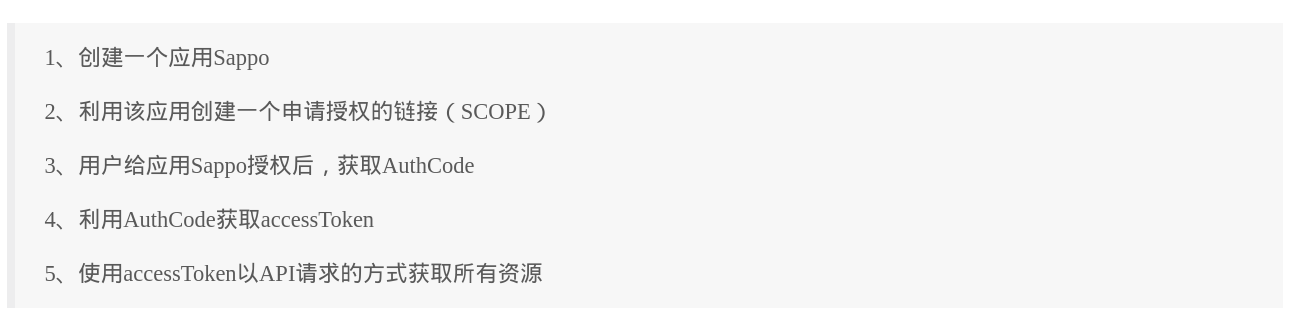 1、创建一个应用Sappo
2、利用该应用创建一个申请授权的链接（SCOPE）
3、用户给应用Sappo授权后，获取AuthCode
4、利用AuthCode获取accessToken
5、使用accessToken以API请求的方式获取所有资源